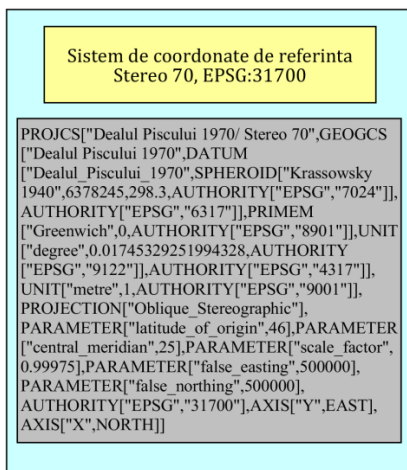 Sistem de coordonate de referinta
Stereo 70, EPSG:31700
PROJCS["Dealul Piscului 1970/ Stereo 70",GEOGCS
["Dealul Piscului 1970",DATUM
["Dealul_Piscului_1970",SPHEROID["Krassowsky
1940",6378245,298.3,AUTHORITY["EPSG","7024"]],
AUTHORITY["EPSG","6317"]],PRIMEM
["Greenwich",0,AUTHORITY["EPSG","8901"]],UNIT
["degree",0.01745329251994328,AUTHORITY
["EPSG","9122"]],AUTHORITY["EPSG","4317"]],
UNIT["metre",1,AUTHORITY["EPSG","9001"]],
PROJECTION["Oblique_Stereographic"],
PARAMETER["latitude_of_origin",46],PARAMETER
["central_meridian",25],PARAMETER["scale_factor",
0.99975],PARAMETER["false_easting",500000],
PARAMETER["false_northing",500000],
AUTHORITY["EPSG","31700"],AXIS["Y",EAST],
AXIS["X",NORTH]]